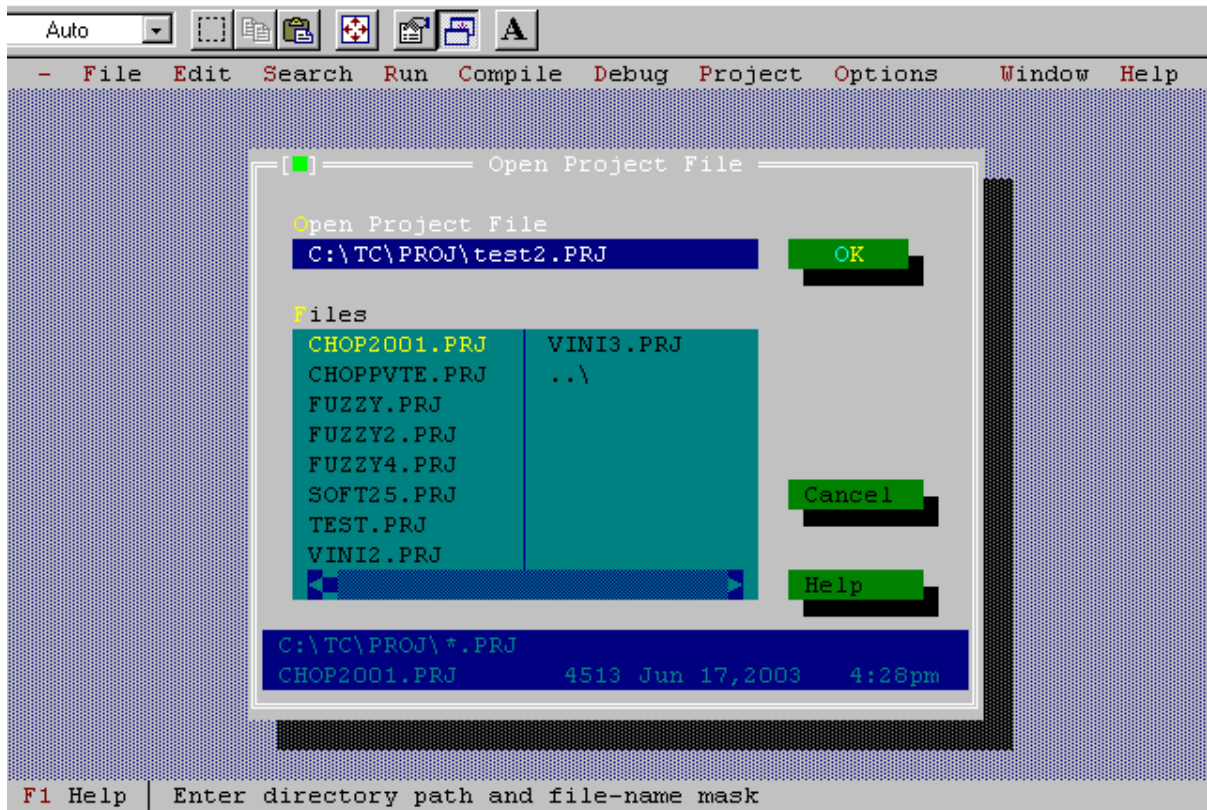 Auto A
- File Edit Search Run Compile Debug Project Options Window Help
[■] Open Project File
Open Project File
C:\TC\PROJ\test2.PRJ OK
Files
CHOP2001.PRJ VINI3.PRJ
CHOPPVTE.PRJ ..\
FUZZY.PRJ
FUZZY2.PRJ
FUZZY4.PRJ
SOFT25.PRJ Cancel
TEST.PRJ
VINI2.PRJ
Help
C:\TC\PROJ\*.PRJ
CHOP2001.PRJ 4513 Jun 17,2003 4:28pm
F1 Help │ Enter directory path and file-name mask